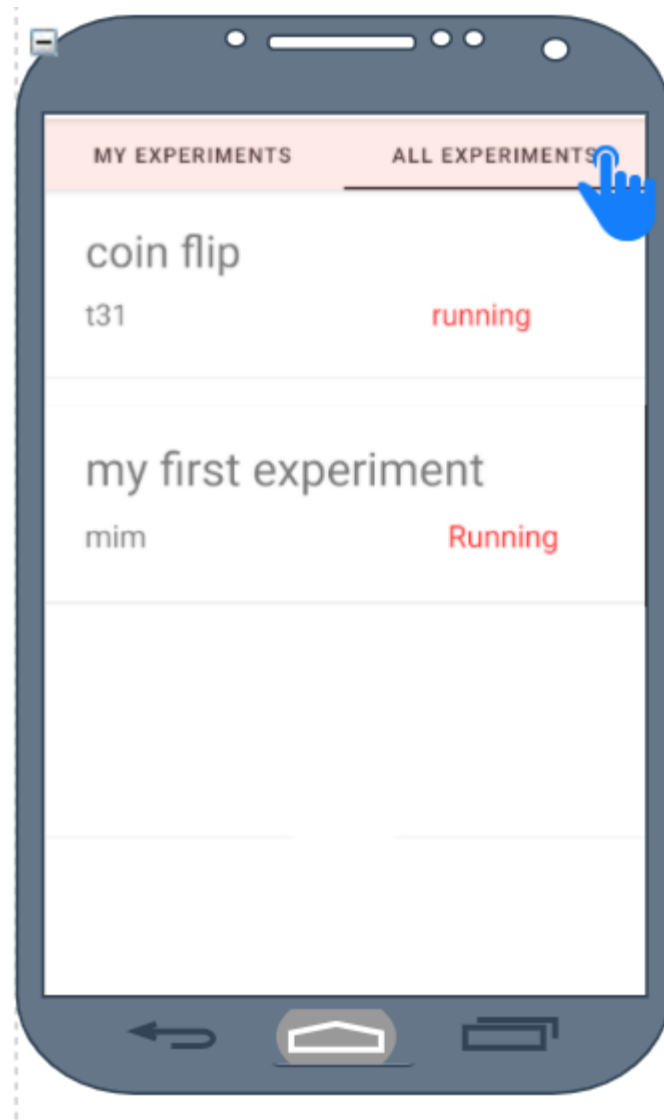 MY EXPERIMENTS ALL EXPERIMENTS
coin flip
t31 running
my first experiment
mim Running